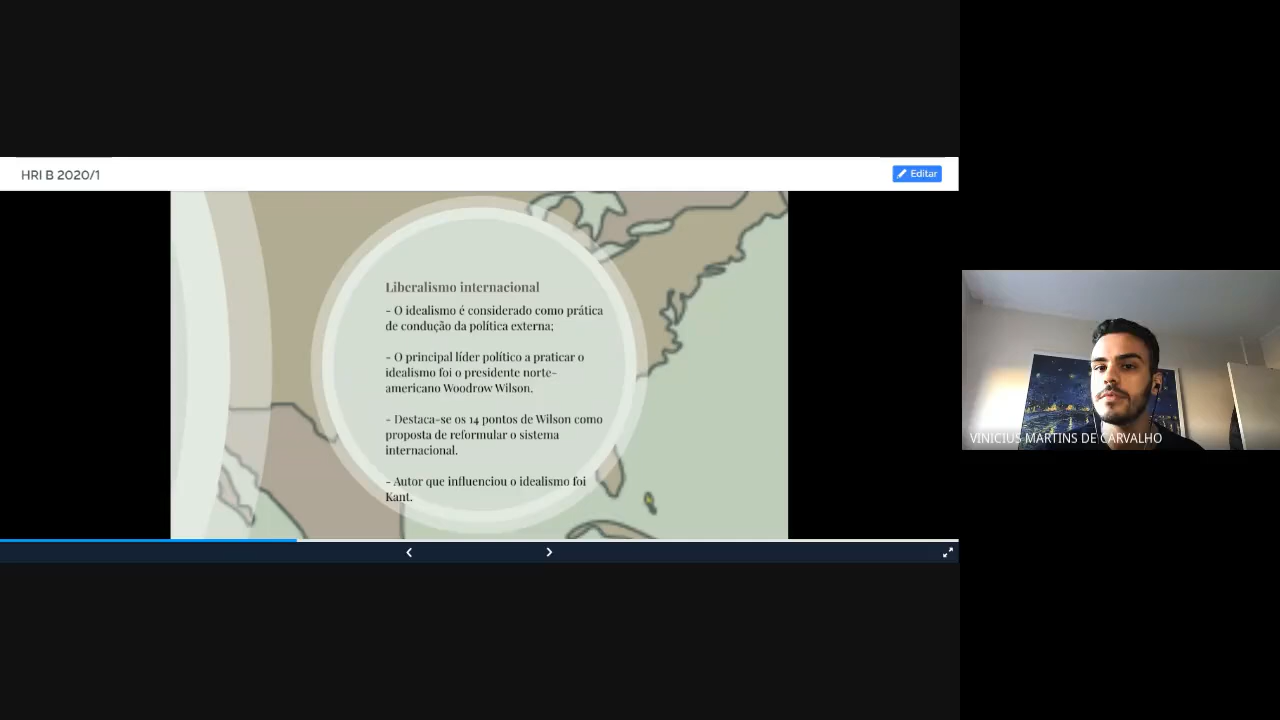 HRI B 2020/1
Editar
Liberalismo internacional
- O idealismo é considerado como prática
de condução da política externa;
- O principal líder político a praticar o
idealismo foi o presidente norte-
americano Woodrow Wilson.
- Destaca-se os 14 pontos de Wilson como
proposta de reformular o sistema
internacional.
- Autor que influenciou o idealismo foi
Kant.
VINICIUS MARTINS DE CARVALHO